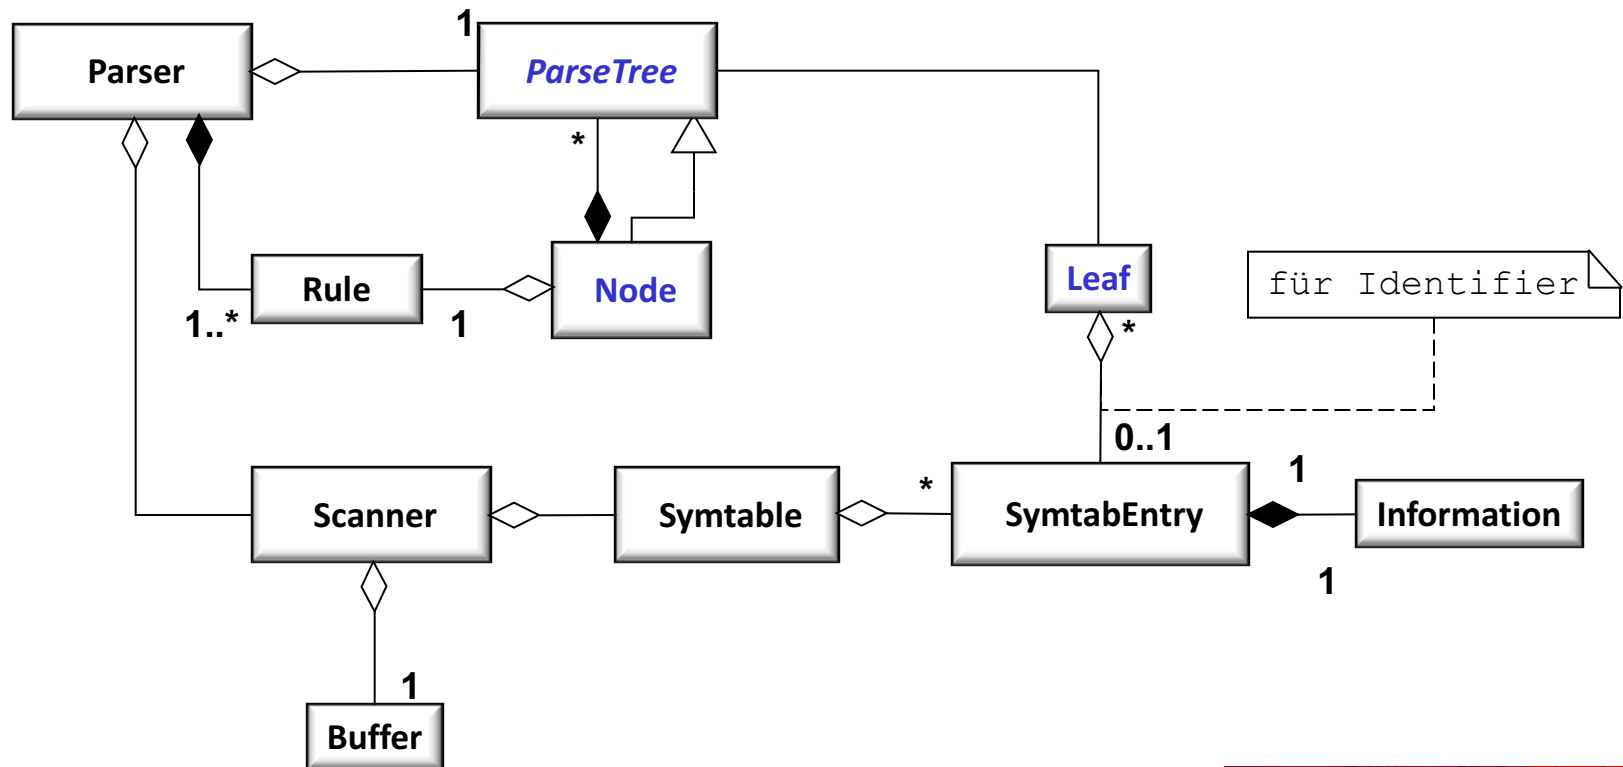 1
Parser
ParseTree
*
Rule
Node
Leaf
für Identifier
1..*
1
*
0..1
Scanner
Symtable
*
SymtabEntry
1
Information
1
1
Buffer